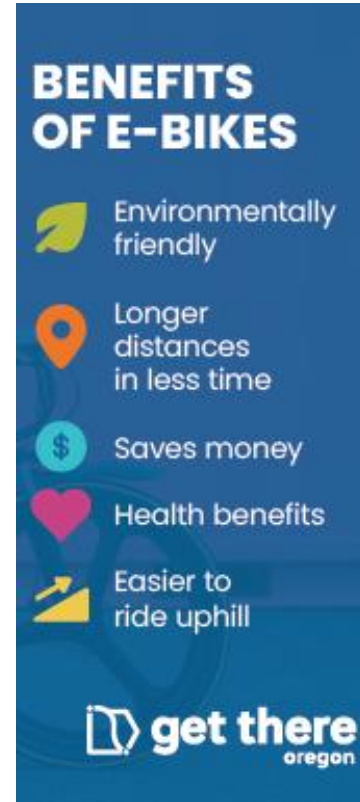 BENEFITS
OF E-BIKES
Environmentally
friendly
Longer
distances
in less time
$
Saves money
Health benefits
Easier to
ride uphill
get there
oregon